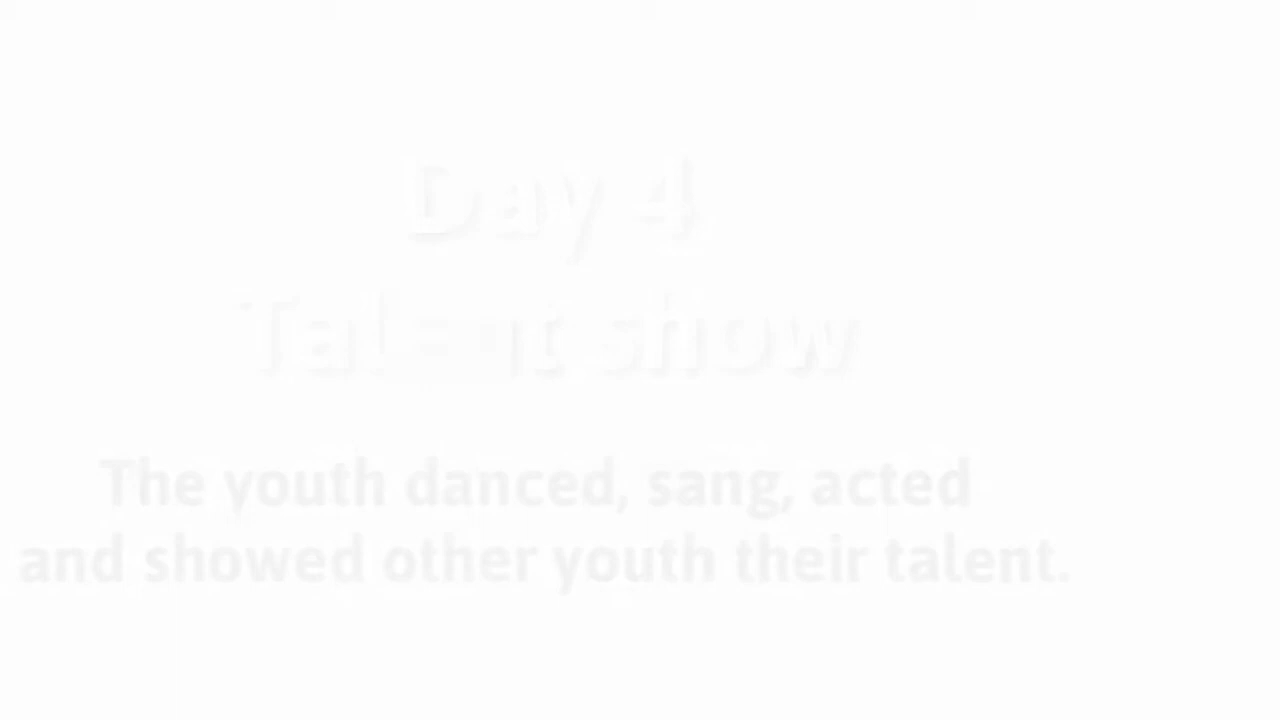 Day 4.
Talent show
The youth danced, sang, acted
and showed other youth their talent.